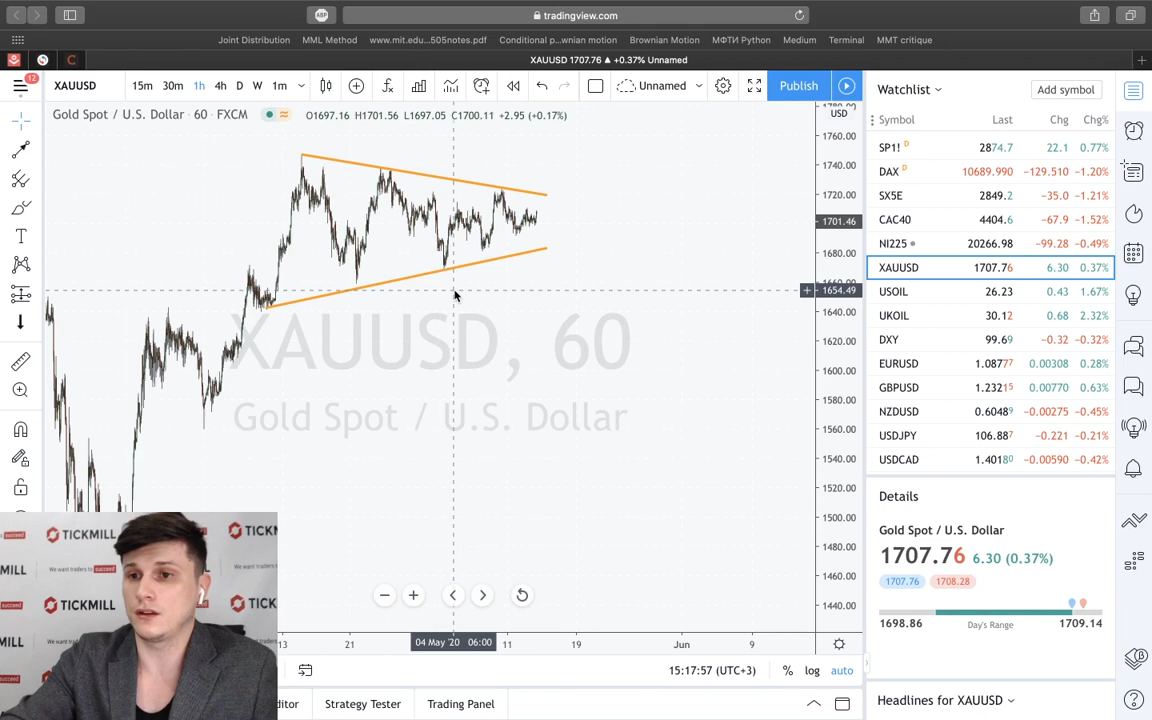 ABP
tradingview.com
Joint Distribution MML Method www.mit.edu...505notes.pdf Conditional p...wnian motion Brownian Motion МФТИ Python Medium Terminal MMT critique
C
XAUUSD 1707.76 ▲ +0.37% Unnamed
12
XAUUSD 15m 30m 1h 4h D W 1m Unnamed Publish
Gold Spot / U.S. Dollar · 60 · FXCM
O1697.16 H1701.56 L1697.05 C1700.11 +2.95 (+0.17%)
USD
1760.00
1740.00
1720.00
1701.46
1680.00
1654.49
1640.00
1620.00
1600.00
1580.00
1560.00
1540.00
1520.00
1500.00
1480.00
1460.00
1440.00
XAUUSD, 60
Gold Spot / U.S. Dollar
13 21 04 May '20 06:00 11 19 Jun 9
15:17:57 (UTC+3) % log auto
Strategy Tester Trading Panel
Watchlist
Add symbol
Symbol Last Chg Chg%
SP1! D 2874.7 22.1 0.77%
DAX D 10689.990 −129.510 −1.20%
SX5E 2849.2 −35.0 −1.21%
CAC40 4404.6 −67.9 −1.52%
NI225 20266.98 −99.28 −0.49%
XAUUSD 1707.76 6.30 0.37%
USOIL 26.23 0.43 1.67%
UKOIL 30.12 0.68 2.32%
DXY 99.69 −0.32 −0.32%
EURUSD 1.08777 0.00308 0.28%
GBPUSD 1.23215 0.00770 0.63%
NZDUSD 0.60489 −0.00275 −0.45%
USDJPY 106.887 −0.221 −0.21%
USDCAD 1.40180 −0.00590 −0.42%
Details
Gold Spot / U.S. Dollar
1707.76 6.30 (0.37%)
1707.76 1708.28
1698.86 Day's Range 1709.14
Headlines for XAUUSD
TICKMILL
We want traders to succeed
TICKMILL
TICKMILL